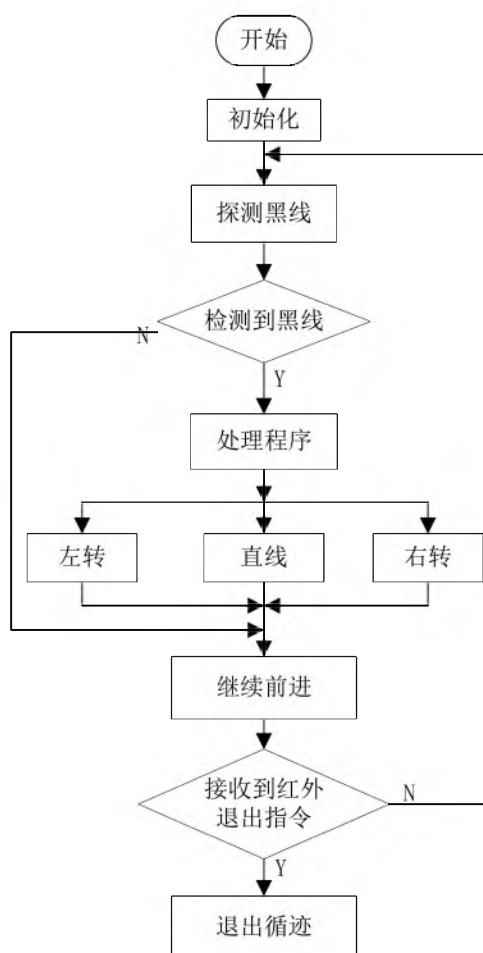 开始
初始化
探测黑线
检测到黑线
N
Y
处理程序
左转
直线
右转
继续前进
接收到红外
退出指令
N
Y
退出循迹